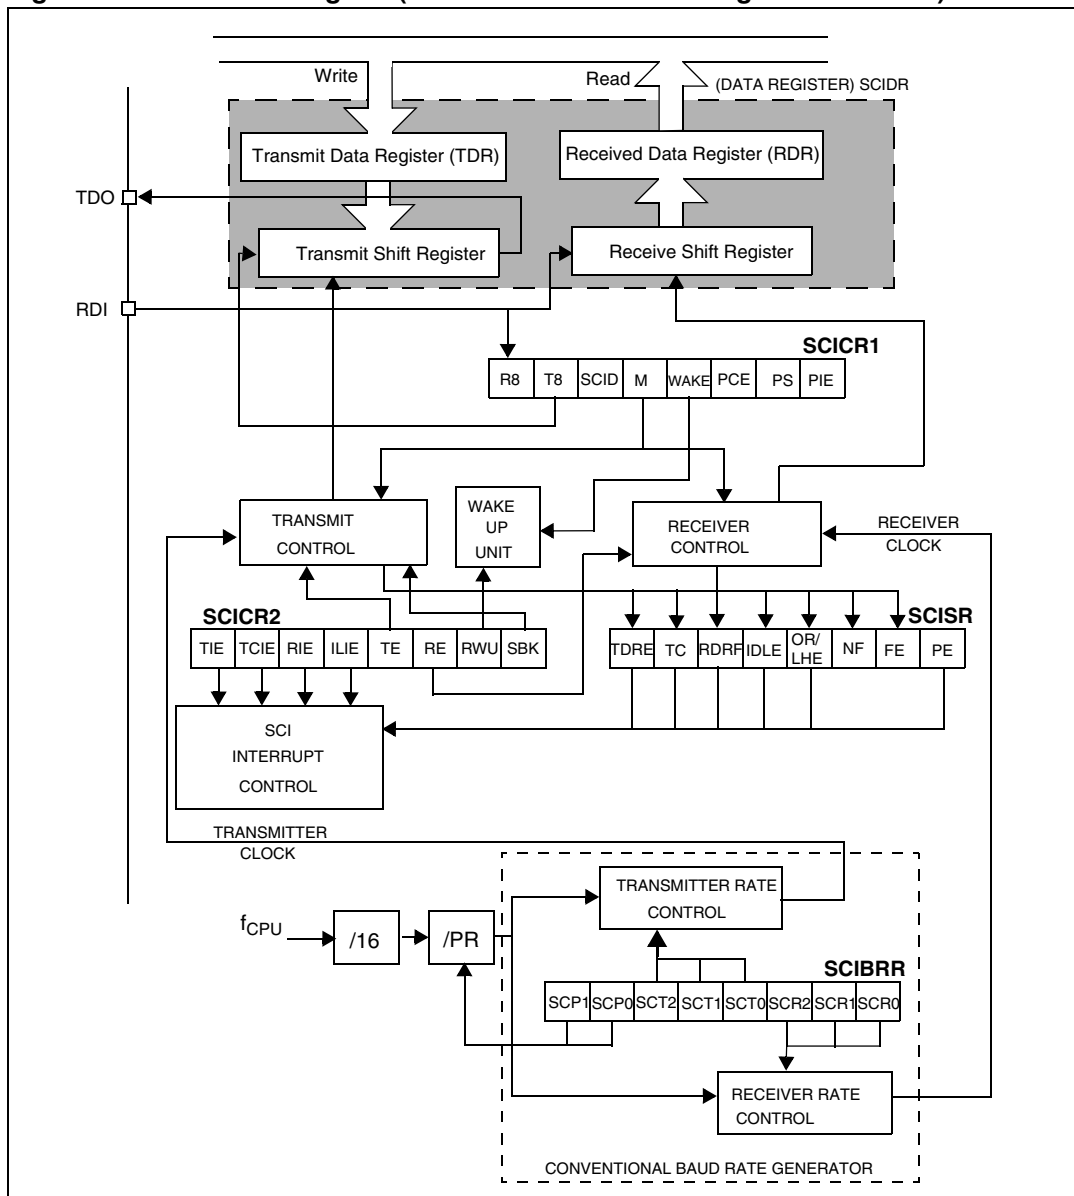 Write
Read
(DATA REGISTER) SCIDR
Transmit Data Register (TDR)
Received Data Register (RDR)
TDO
Transmit Shift Register
Receive Shift Register
RDI
SCICR1
R8 T8 SCID M WAKE PCE PS PIE
TRANSMIT
CONTROL
WAKE
UP
UNIT
RECEIVER
CONTROL
RECEIVER
CLOCK
SCICR2
TIE TCIE RIE ILIE TE RE RWU SBK
SCISR
TDRE TC RDRF IDLE OR/
LHE NF FE PE
SCI
INTERRUPT
CONTROL
TRANSMITTER
CLOCK
TRANSMITTER RATE
CONTROL
fCPU
/16
/PR
SCIBRR
SCP1 SCP0 SCT2 SCT1 SCT0 SCR2 SCR1 SCR0
RECEIVER RATE
CONTROL
CONVENTIONAL BAUD RATE GENERATOR